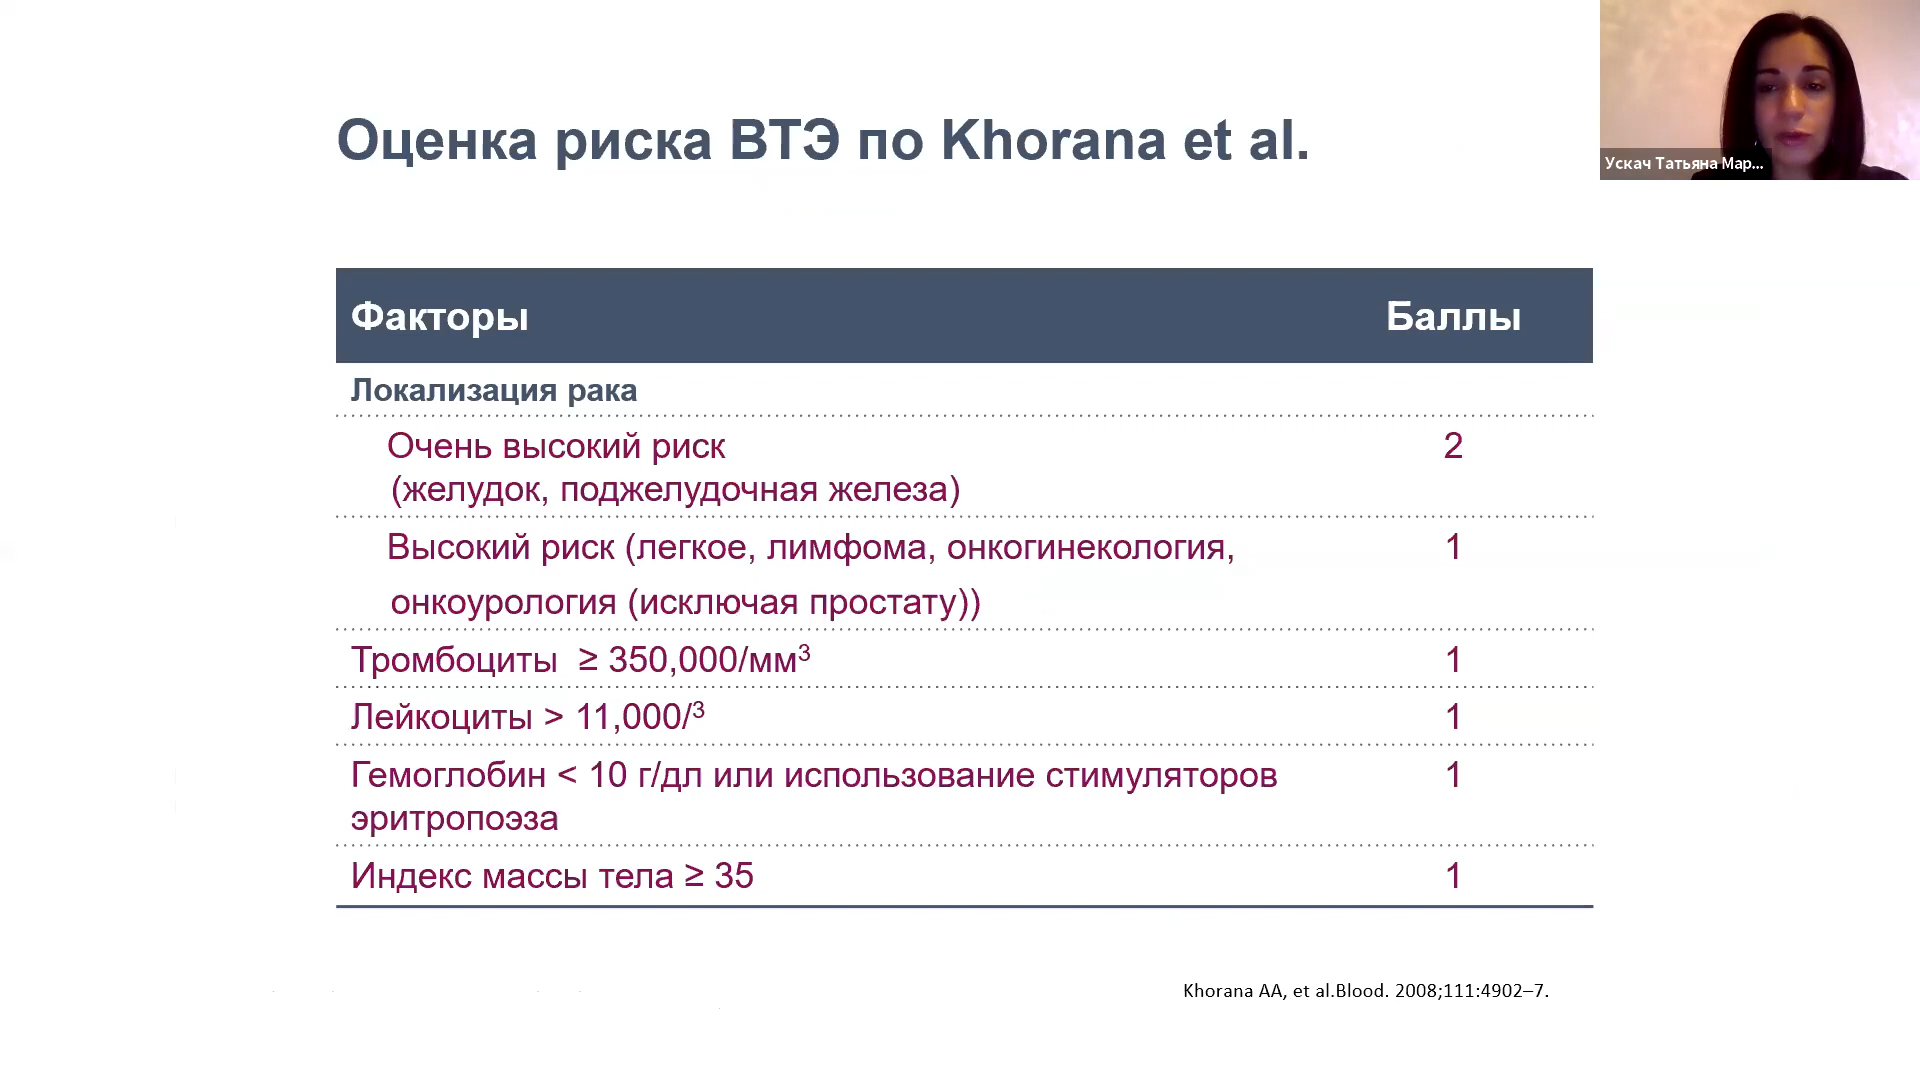 Оценка риска ВТЭ по Khorana et al.
Ускач Татьяна Мар...
Факторы Баллы
Локализация рака
Очень высокий риск 2
(желудок, поджелудочная железа)
Высокий риск (легкое, лимфома, онкогинекология, 1
онкоурология (исключая простату))
Тромбоциты ≥ 350,000/мм³ 1
Лейкоциты > 11,000/³ 1
Гемоглобин < 10 г/дл или использование стимуляторов 1
эритропоэза
Индекс массы тела ≥ 35 1
Khorana AA, et al.Blood. 2008;111:4902–7.